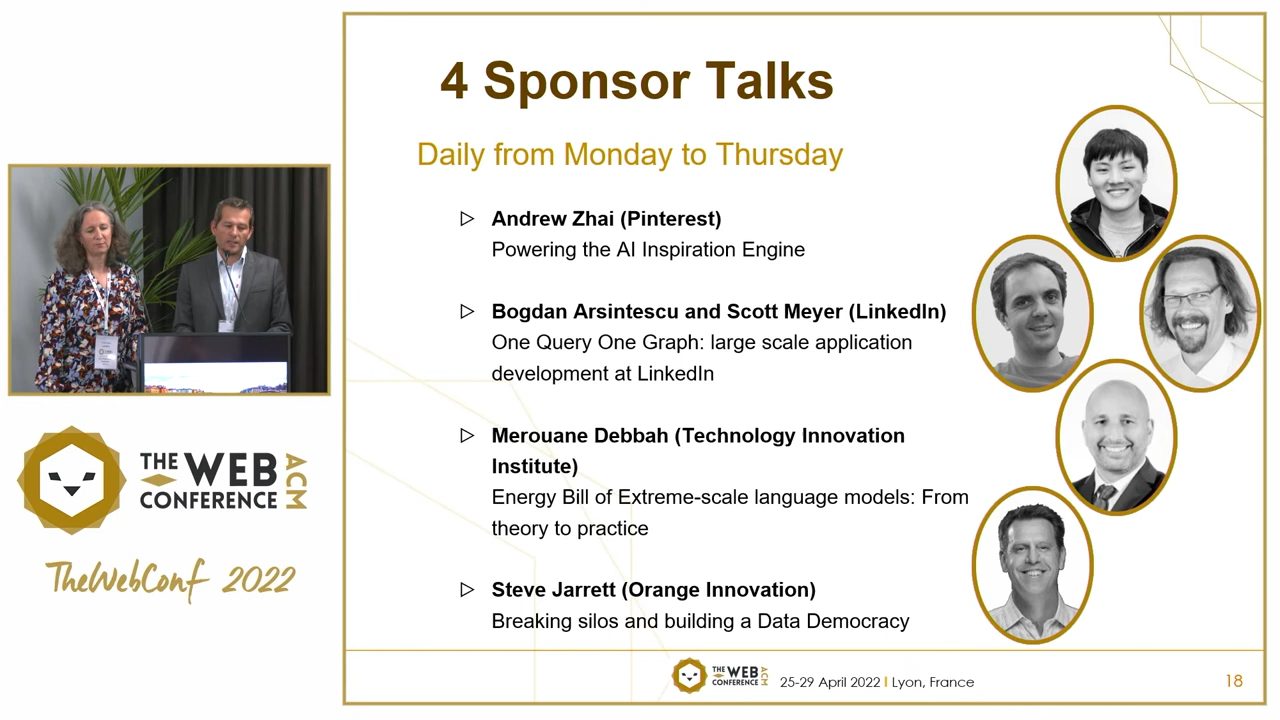 4 Sponsor Talks
Daily from Monday to Thursday
▷ Andrew Zhai (Pinterest)
Powering the AI Inspiration Engine
▷ Bogdan Arsintescu and Scott Meyer (LinkedIn)
One Query One Graph: large scale application
development at LinkedIn
▷ Merouane Debbah (Technology Innovation
Institute)
Energy Bill of Extreme-scale language models: From
theory to practice
▷ Steve Jarrett (Orange Innovation)
Breaking silos and building a Data Democracy
THE WEB
CONFERENCE
ACM
TheWebConf 2022
THE WEB
CONFERENCE
ACM
25-29 April 2022 | Lyon, France
18